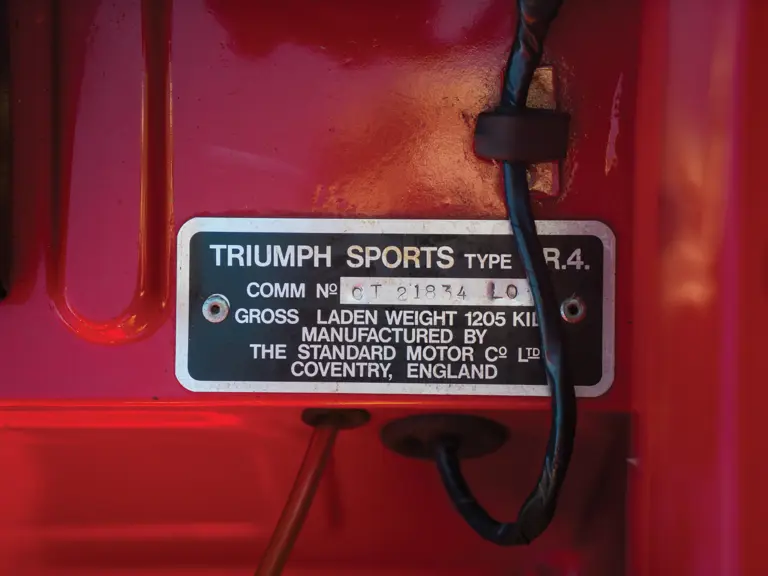 TRIUMPH SPORTS TYPE R.4.
COMM Nº CT 21834 LO
GROSS LADEN WEIGHT 1205 KIL
MANUFACTURED BY
THE STANDARD MOTOR Cº LTD
COVENTRY, ENGLAND